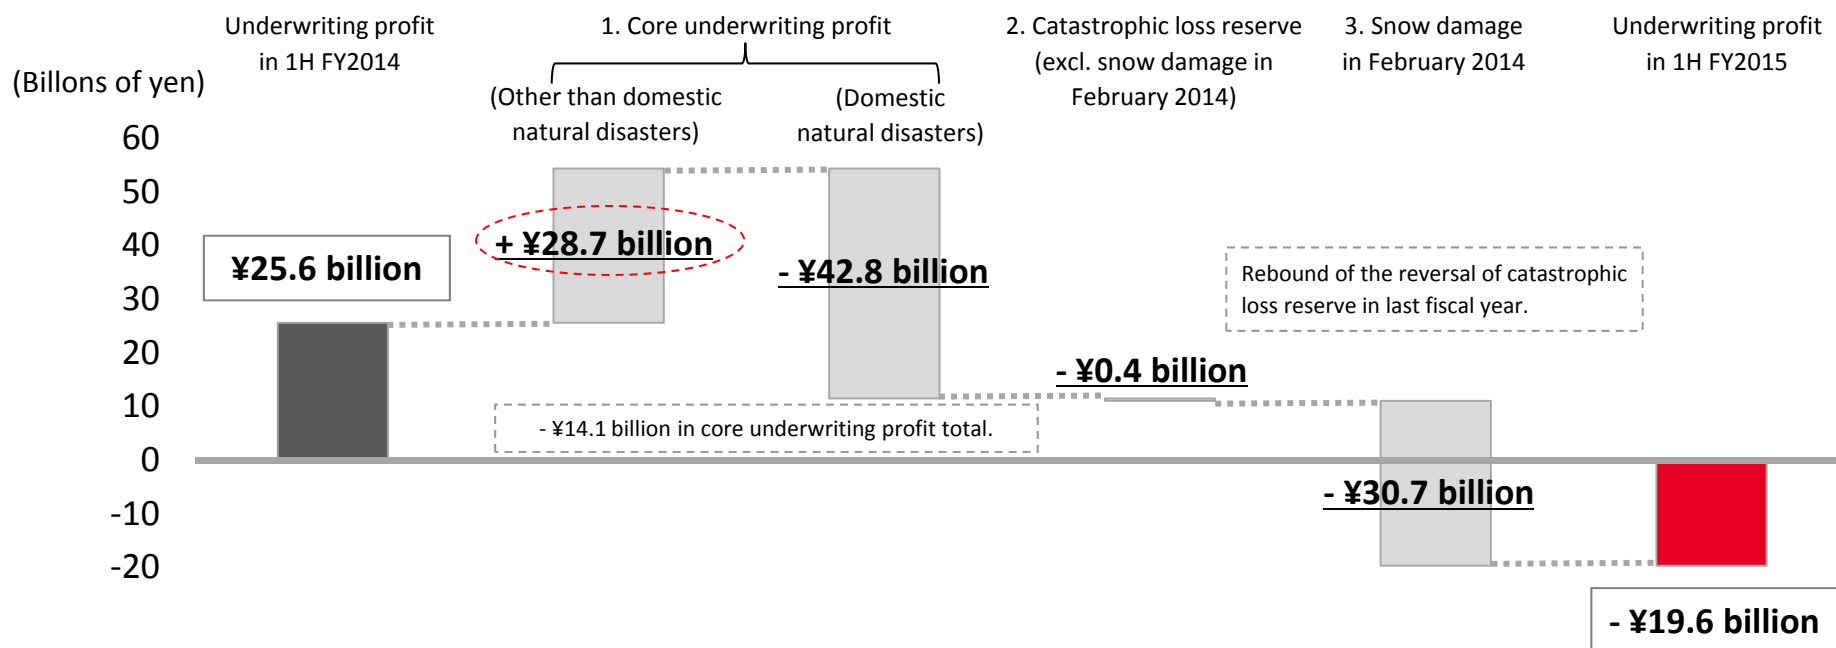 Underwriting profit
in 1H FY2014
1. Core underwriting profit
2. Catastrophic loss reserve
(excl. snow damage in
February 2014)
3. Snow damage
in February 2014
Underwriting profit
in 1H FY2015
(Billons of yen)
(Other than domestic
natural disasters)
(Domestic
natural disasters)
60
50
40
30
20
10
0
-10
-20
¥25.6 billion
+ ¥28.7 billion
- ¥42.8 billion
Rebound of the reversal of catastrophic
loss reserve in last fiscal year.
- ¥0.4 billion
- ¥14.1 billion in core underwriting profit total.
- ¥30.7 billion
- ¥19.6 billion